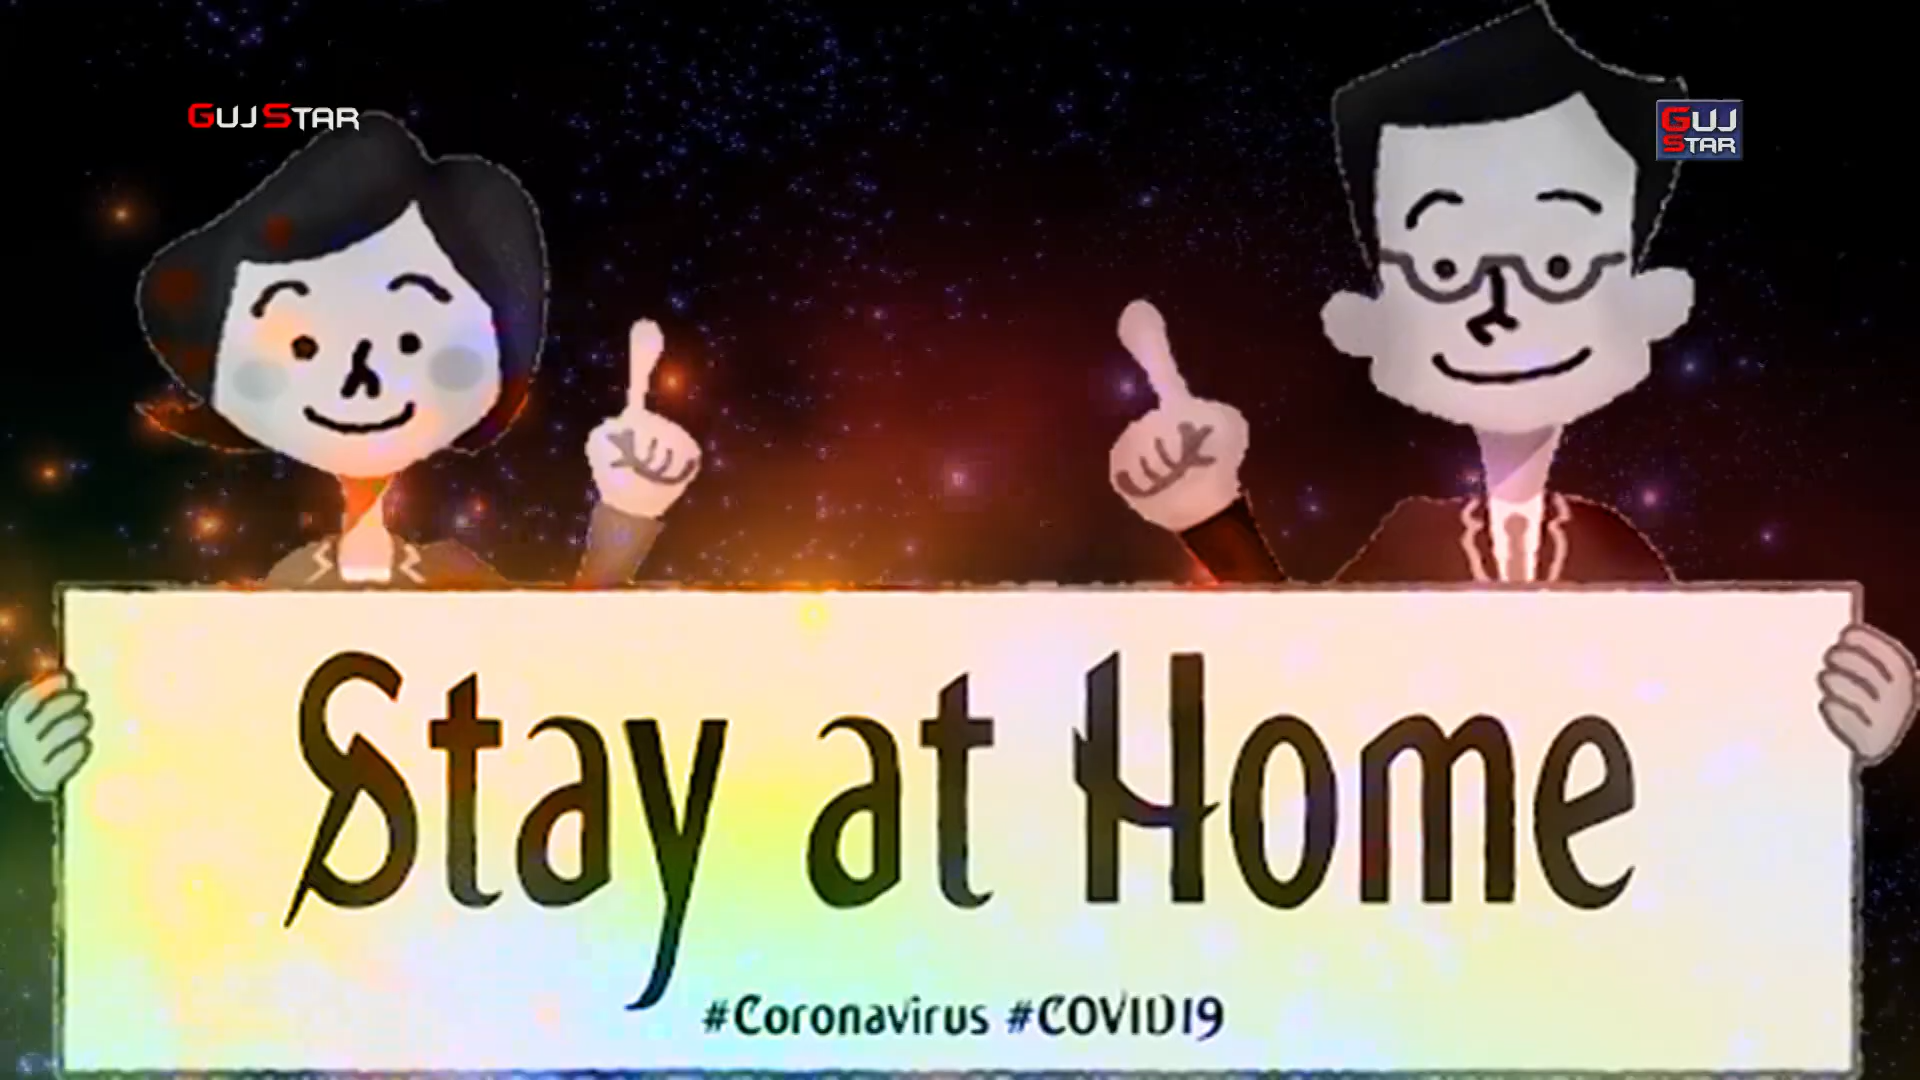 GUJ STAR
GUJ
STAR
Stay at Home
#Coronavirus #COVID19